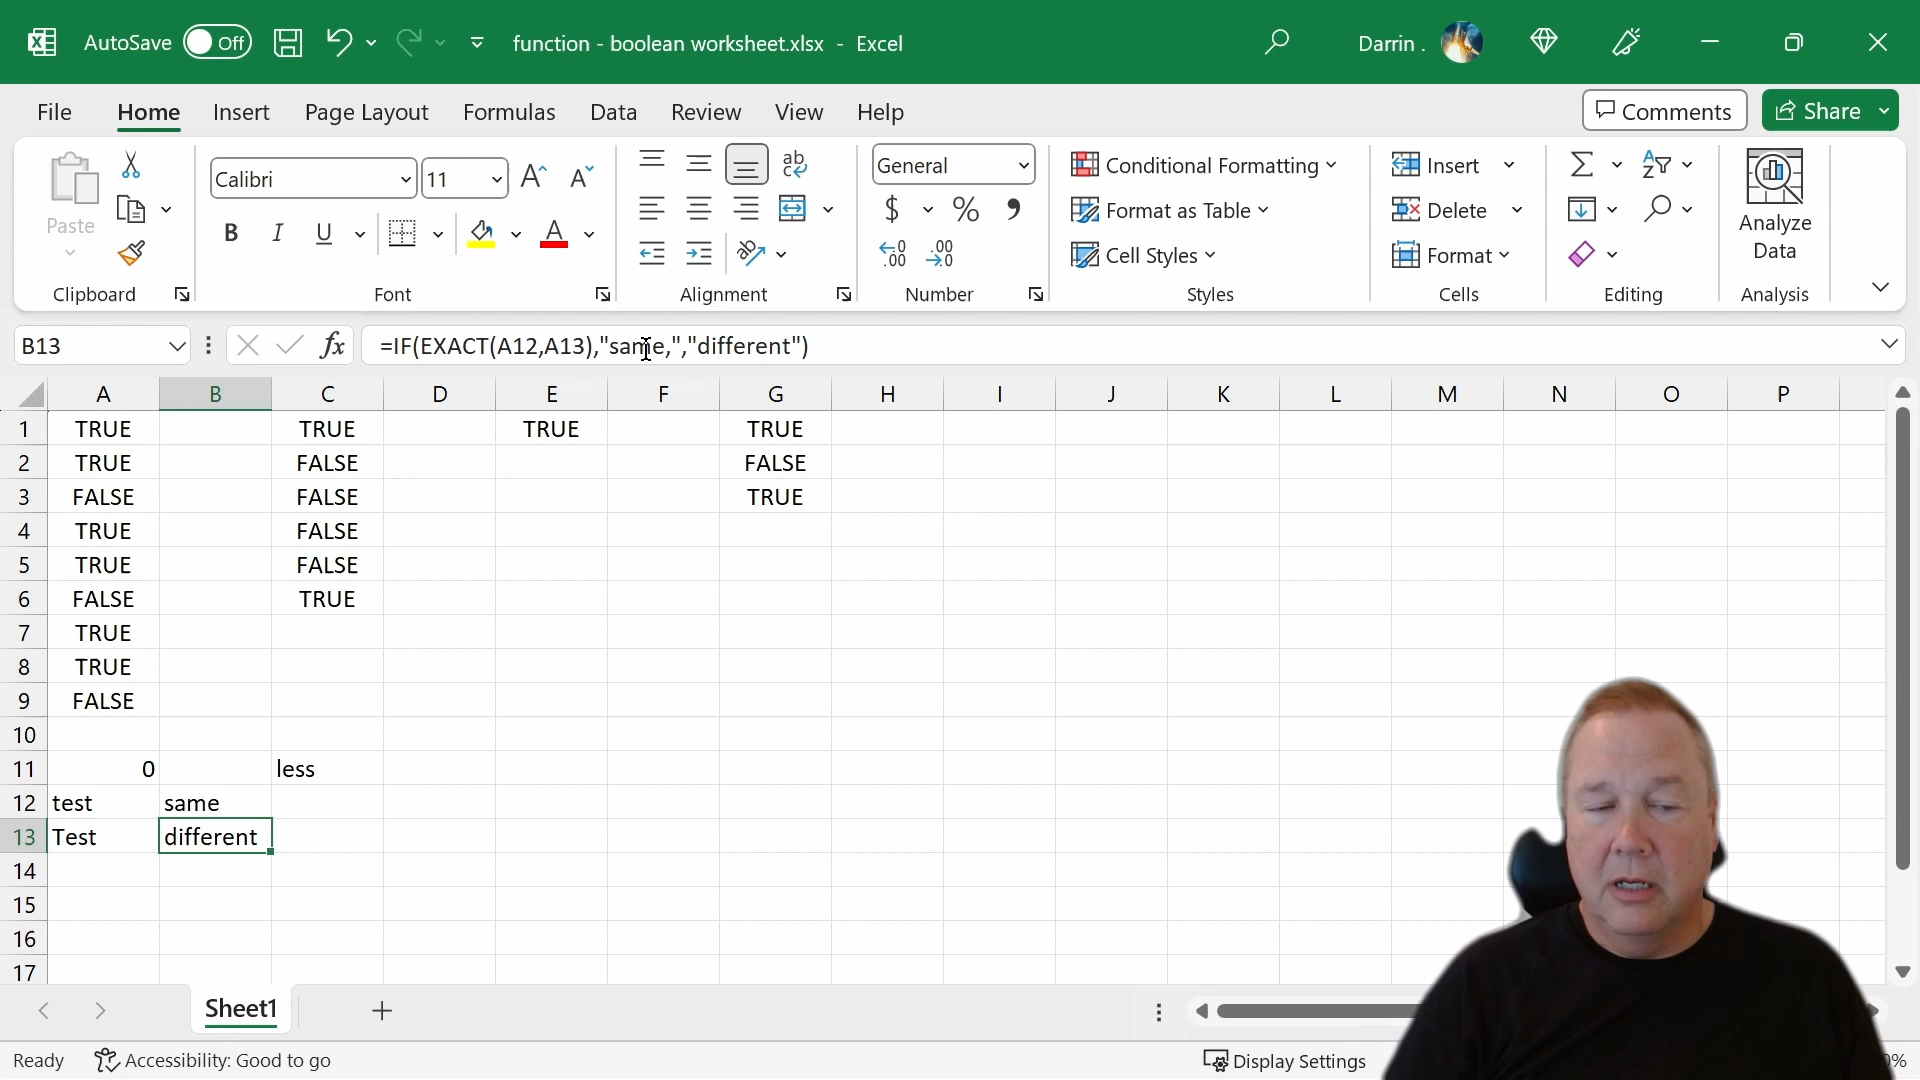 AutoSave Off function - boolean worksheet.xlsx - Excel Darrin .
File Home Insert Page Layout Formulas Data Review View Help Comments Share
Paste
Clipboard
Calibri 11
B I U A
Font
ab
Alignment
General
$ % 9
Number
Conditional Formatting
Format as Table
Cell Styles
Styles
Insert
Delete
Format
Cells
Editing
Analyze
Data
Analysis
B13 fx =IF(EXACT(A12,A13),"same,","different")
A B C D E F G H I J K L M N O P
1 TRUE TRUE TRUE TRUE
2 TRUE FALSE FALSE
3 FALSE FALSE TRUE
4 TRUE FALSE
5 TRUE FALSE
6 FALSE TRUE
7 TRUE
8 TRUE
9 FALSE
10
11 0 less
12 test same
13 Test different
14
15
16
17
Sheet1
Ready Accessibility: Good to go Display Settings